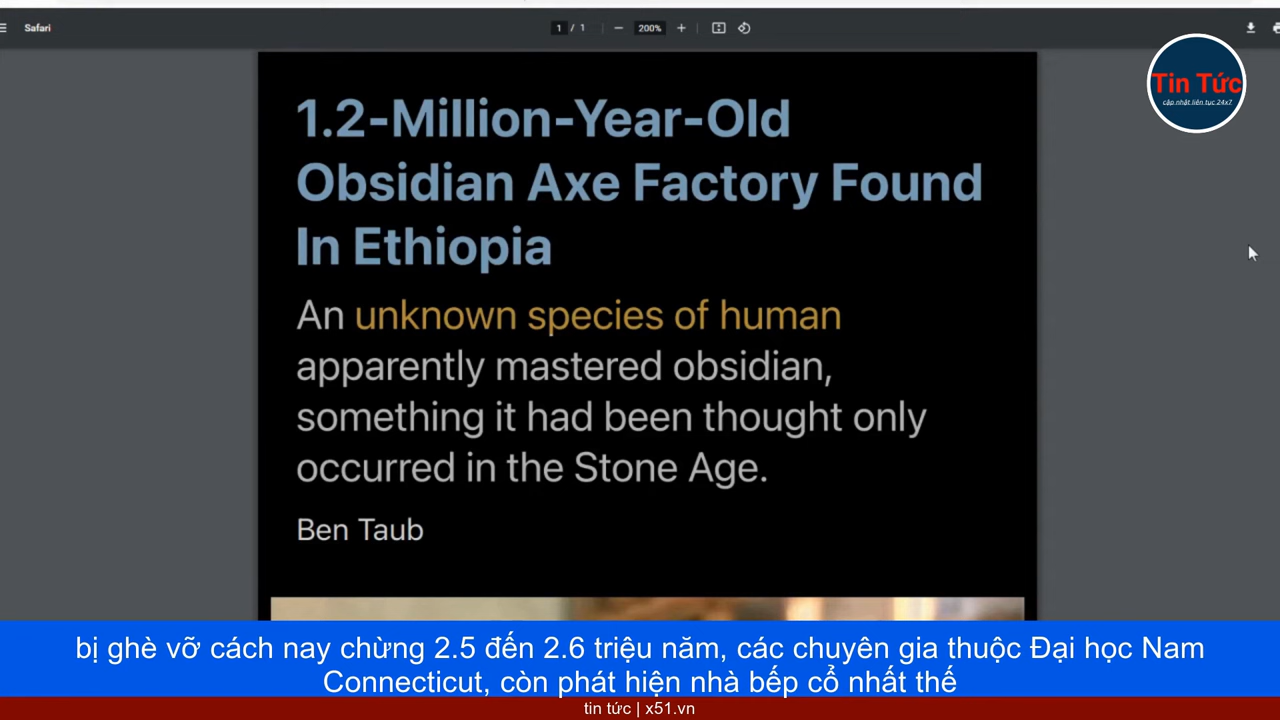 Safari
1 / 1
200%
Tin Tức
cập.nhật.liên.tục.24x7
1.2-Million-Year-Old
Obsidian Axe Factory Found
In Ethiopia
An unknown species of human
apparently mastered obsidian,
something it had been thought only
occurred in the Stone Age.
Ben Taub
bị ghè vỡ cách nay chừng 2.5 đến 2.6 triệu năm, các chuyên gia thuộc Đại học Nam
Connecticut, còn phát hiện nhà bếp cổ nhất thế
tin tức | x51.vn